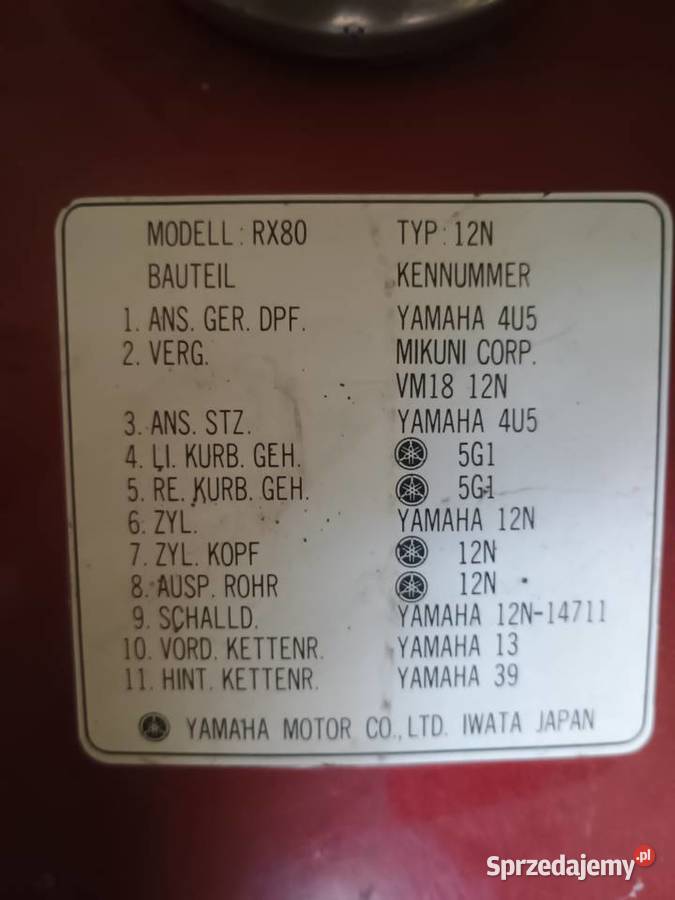 MODELL: RX80 TYP: 12N
BAUTEIL KENNUMMER
1. ANS. GER. DPF. YAMAHA 4U5
2. VERG. MIKUNI CORP.
VM18 12N
3. ANS. STZ. YAMAHA 4U5
4. LI. KURB. GEH. 5G1
5. RE. KURB. GEH. 5G1
6. ZYL. YAMAHA 12N
7. ZYL. KOPF 12N
8. AUSP. ROHR 12N
9. SCHALLD. YAMAHA 12N-14711
10. VORD. KETTENR. YAMAHA 13
11. HINT. KETTENR. YAMAHA 39
YAMAHA MOTOR CO., LTD. IWATA JAPAN
Sprzedajemy.pl